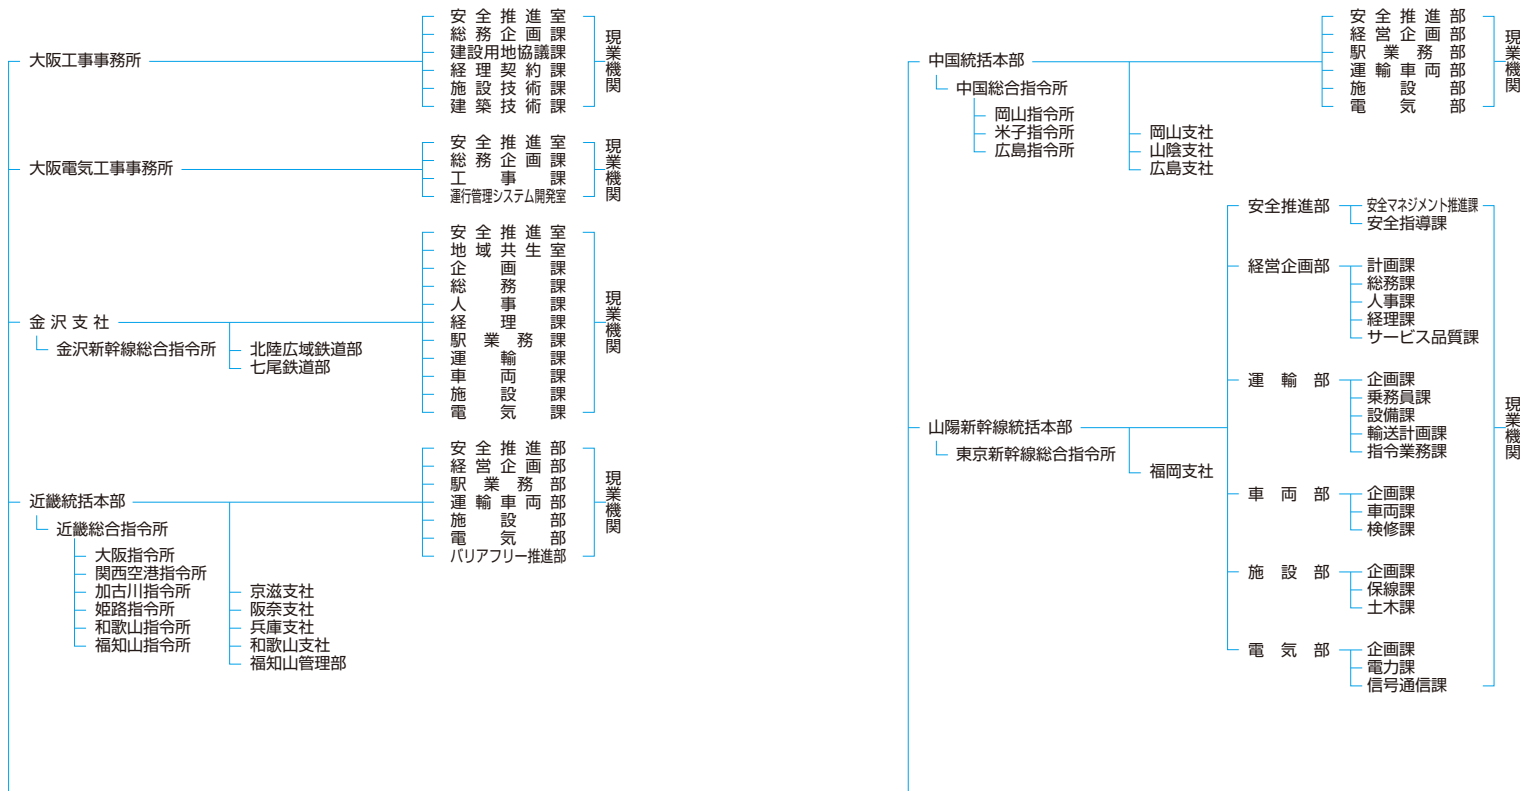 大阪工事事務所
安全推進室
総務企画課
建設用地協議課
経理契約課
施設技術課
建築技術課
現業機関
大阪電気工事事務所
安全推進室
総務企画課
工事課
運行管理システム開発室
現業機関
金沢支社
金沢新幹線総合指令所
北陸広域鉄道部
七尾鉄道部
安全推進室
地域共生室
企画課
総務課
人事課
経理課
駅業務課
運輸課
車両課
施設課
電気課
現業機関
近畿統括本部
近畿総合指令所
大阪指令所
関西空港指令所
加古川指令所
姫路指令所
和歌山指令所
福知山指令所
京滋支社
阪奈支社
兵庫支社
和歌山支社
福知山管理部
安全推進部
経営企画部
駅業務部
運輸車両部
施設部
電気部
バリアフリー推進部
現業機関
中国統括本部
中国総合指令所
岡山指令所
米子指令所
広島指令所
岡山支社
山陰支社
広島支社
安全推進部
経営企画部
駅業務部
運輸車両部
施設部
電気部
現業機関
山陽新幹線統括本部
東京新幹線総合指令所
福岡支社
安全推進部
安全マネジメント推進課
安全指導課
経営企画部
計画課
総務課
人事課
経理課
サービス品質課
運輸部
企画課
乗務員課
設備課
輸送計画課
指令業務課
車両部
企画課
車両課
検修課
施設部
企画課
保線課
土木課
電気部
企画課
電力課
信号通信課
現業機関